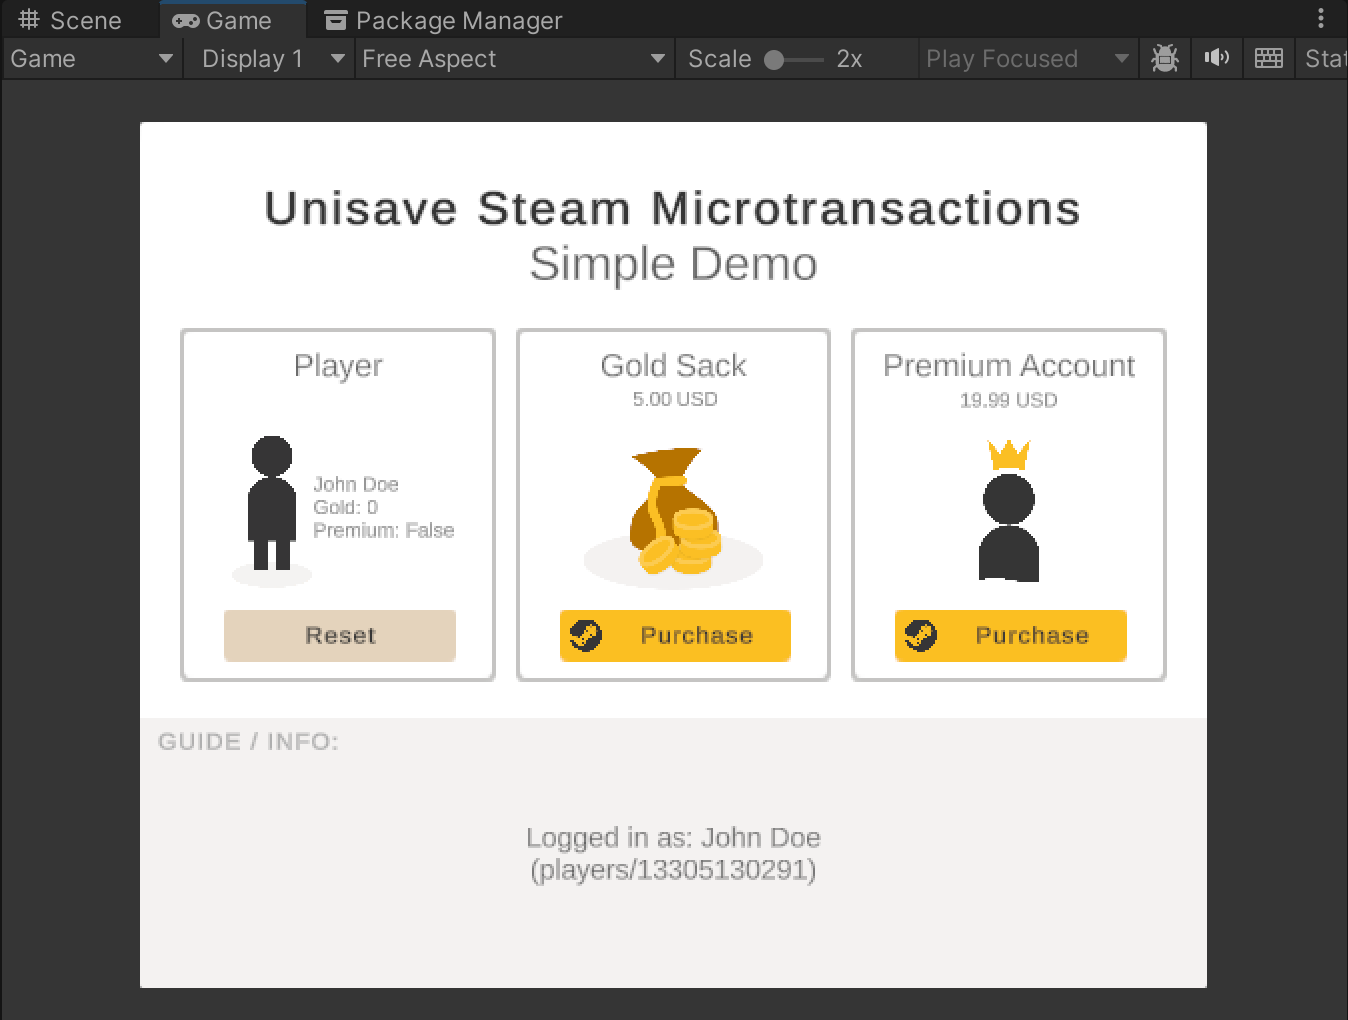 Scene Game Package Manager
Game Display 1 Free Aspect Scale 2x Play Focused Stat
Unisave Steam Microtransactions
Simple Demo
Player
John Doe
Gold: 0
Premium: False
Reset
Gold Sack
5.00 USD
Purchase
Premium Account
19.99 USD
Purchase
GUIDE / INFO:
Logged in as: John Doe
(players/13305130291)